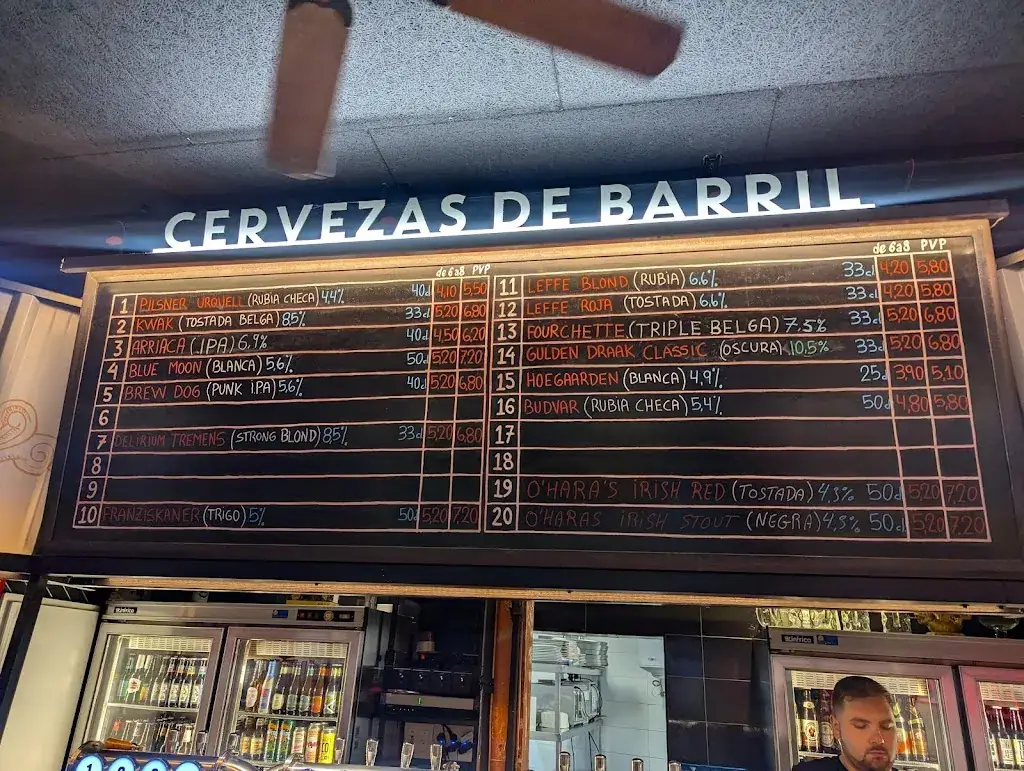 CERVEZAS DE BARRIL
de 6a8 PVP
1 PILSNER URQUELL (RUBIA CHECA) 4,4% 40cl 4,10 5,50
2 KWAK (TOSTADA BELGA) 8,5% 33cl 5,20 6,80
3 ARRIACA (.IPA) 6,9% 40cl 4,50 6,20
4 BLUE MOON (BLANCA) 5,6% 50cl 5,20 7,20
5 BREW DOG (PUNK IPA) 5,6% 40cl 5,20 6,80
6
7 DELIRIUM TREMENS (STRONG BLOND) 8,5% 33cl 5,20 6,80
8
9
10 FRANZISKANER (TRIGO) 5% 50cl 5,20 7,20
de 6a8 PVP
11 LEFFE BLOND (RUBIA) 6,6% 33cl 4,20 5,80
12 LEFFE ROJA (TOSTADA) 6,6% 33cl 4,20 5,80
13 FOURCHETTE (TRIPLE BELGA) 7,5% 33cl 5,20 6,80
14 GULDEN DRAAK CLASSIC (OSCURA) 10,5% 33cl 5,20 6,80
15 HOEGAARDEN (BLANCA) 4,9% 25cl 3,90 5,10
16 BUDVAR (RUBIA CHECA) 5,4% 50cl 4,80 5,80
17
18
19 O'HARA'S IRISH RED (TOSTADA) 4,3% 50cl 5,20 7,20
20 O'HARAS IRISH STOUT (NEGRA) 4,3% 50cl 5,20 7,20